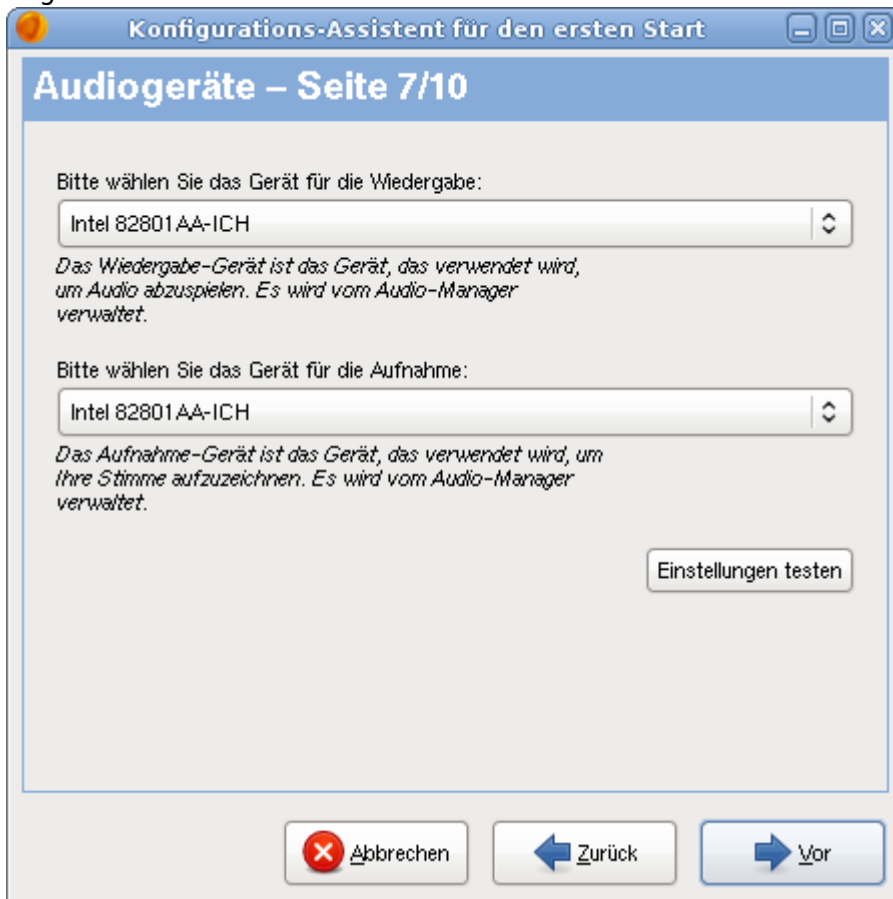 Konfigurations-Assistent für den ersten Start
Audiogeräte – Seite 7/10
Bitte wählen Sie das Gerät für die Wiedergabe:
Intel 82801AA-ICH
Das Wiedergabe-Gerät ist das Gerät, das verwendet wird,
um Audio abzuspielen. Es wird vom Audio-Manager
verwaltet.
Bitte wählen Sie das Gerät für die Aufnahme:
Intel 82801AA-ICH
Das Aufnahme-Gerät ist das Gerät, das verwendet wird, um
Ihre Stimme aufzuzeichnen. Es wird vom Audio-Manager
verwaltet.
Einstellungen testen
Abbrechen
Zurück
Vor